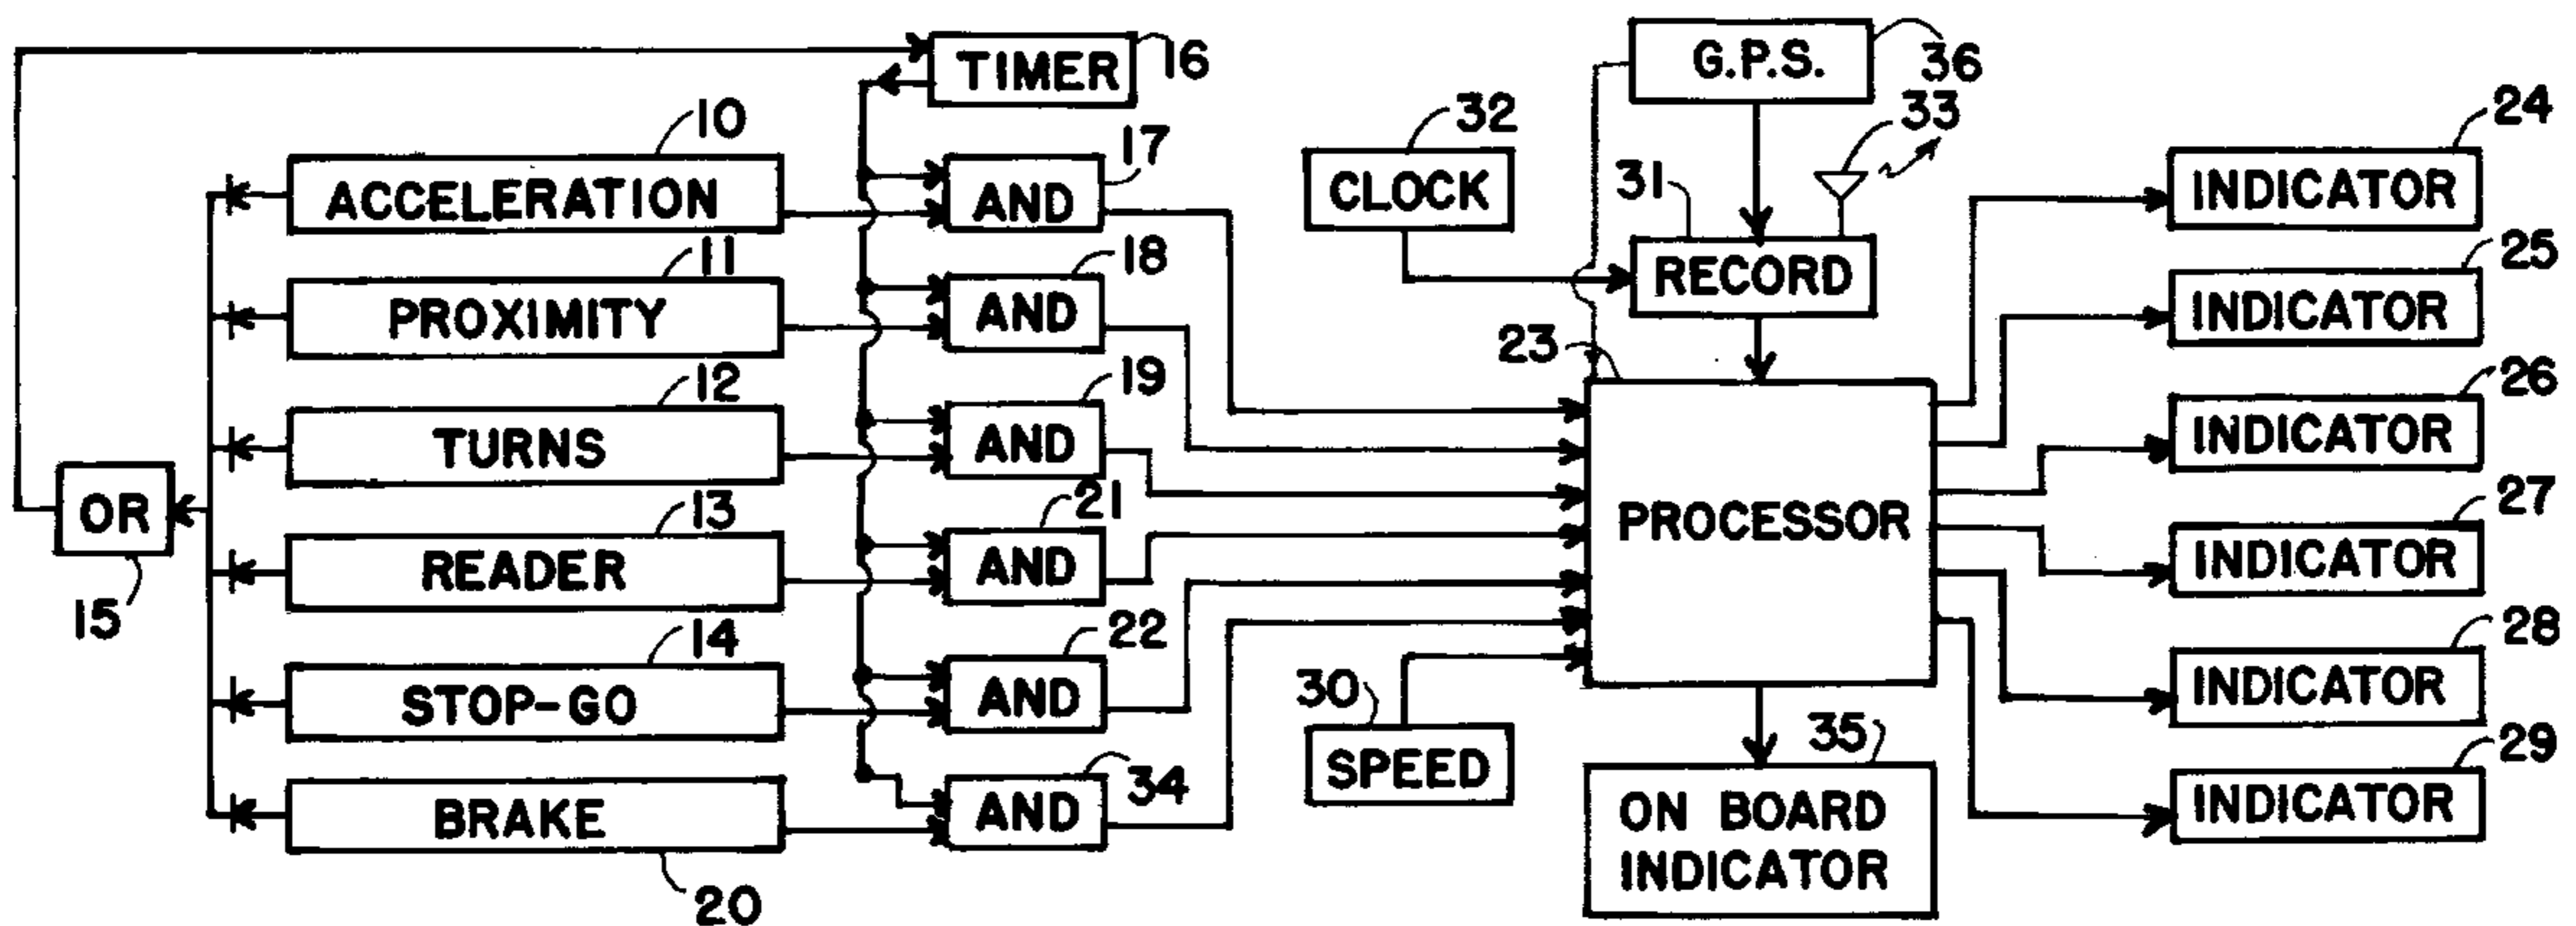 TIMER
16
G.P.S.
36
10
ACCELERATION
17
AND
32
CLOCK
33
31
RECORD
24
INDICATOR
11
PROXIMITY
18
AND
25
INDICATOR
12
TURNS
19
AND
23
PROCESSOR
26
INDICATOR
OR
15
13
READER
21
AND
27
INDICATOR
14
STOP-GO
22
AND
30
SPEED
28
INDICATOR
BRAKE
20
34
AND
35
ON BOARD
INDICATOR
29
INDICATOR